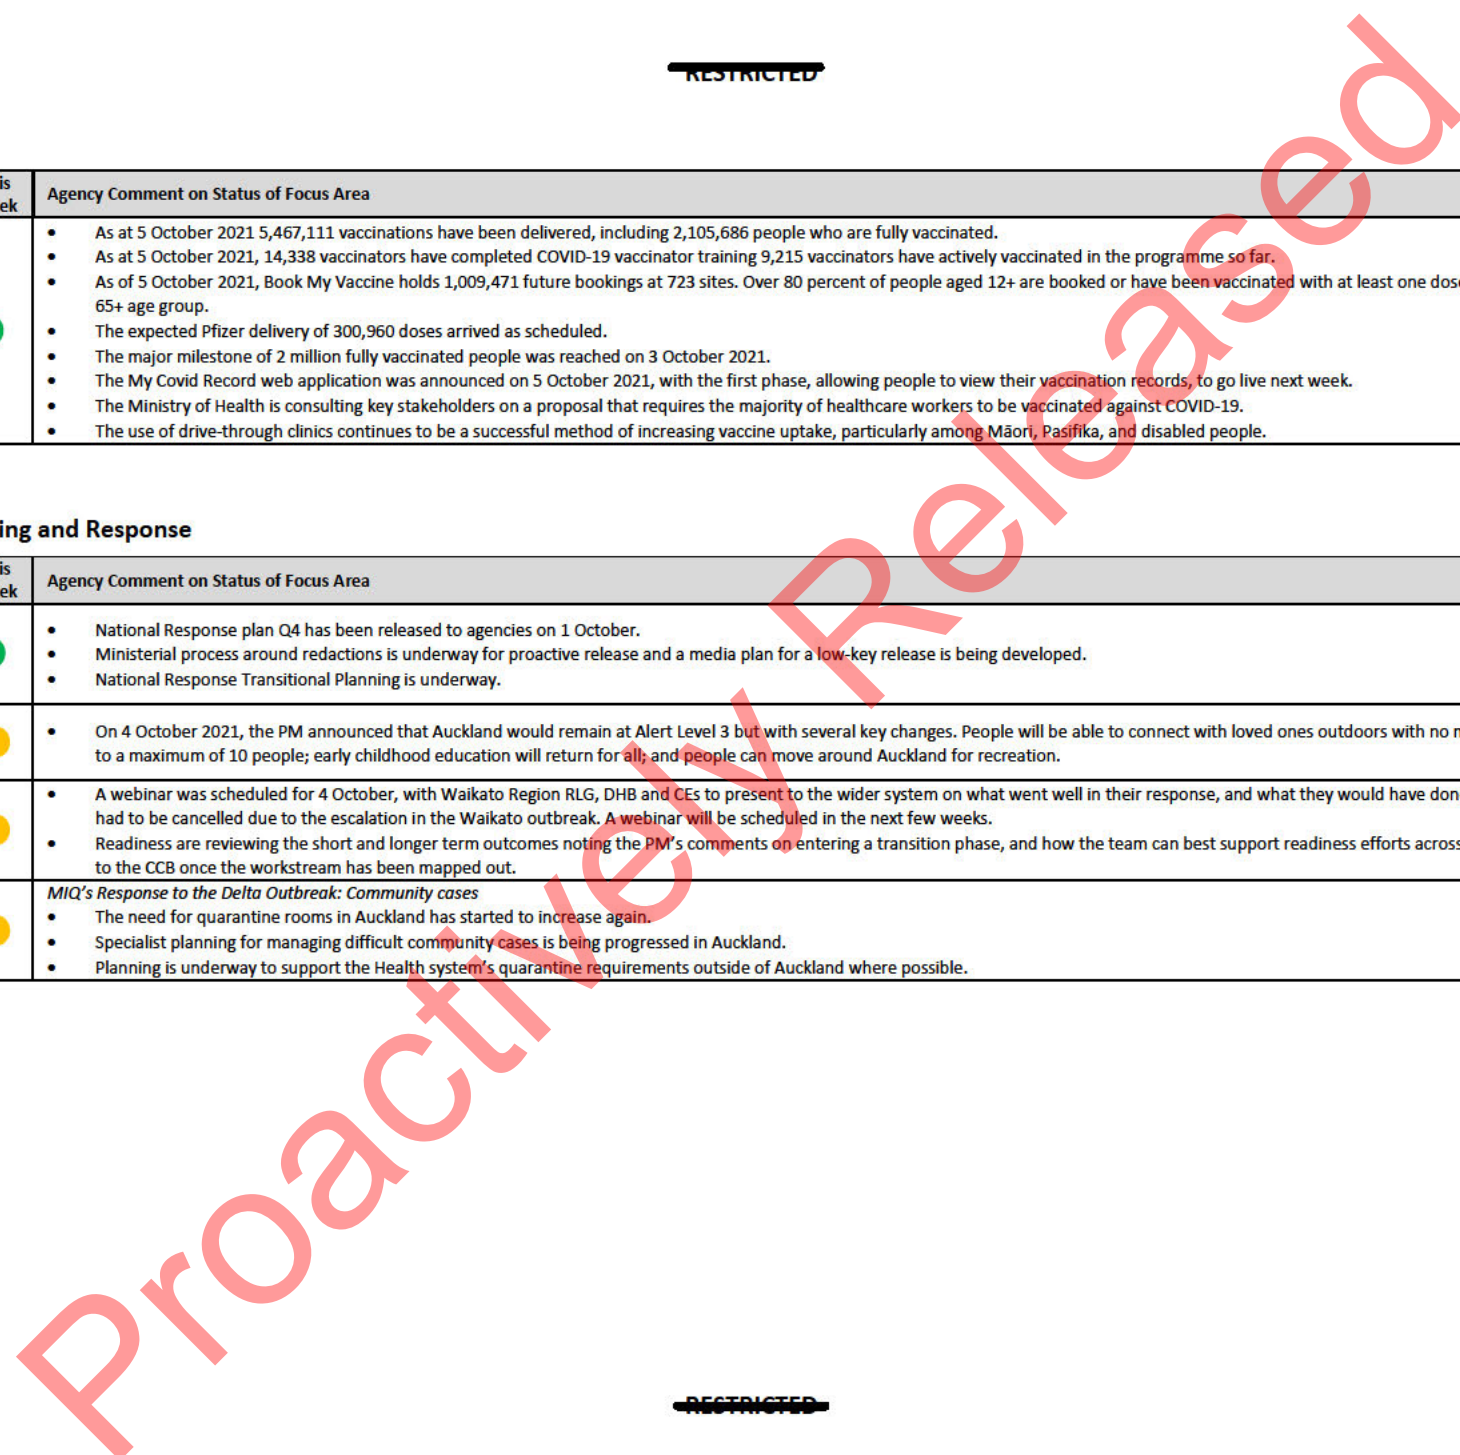 RESTRICTED
is
ek
Agency Comment on Status of Focus Area
• As at 5 October 2021 5,467,111 vaccinations have been delivered, including 2,105,686 people who are fully vaccinated.
• As at 5 October 2021, 14,338 vaccinators have completed COVID-19 vaccinator training 9,215 vaccinators have actively vaccinated in the programme so far.
• As of 5 October 2021, Book My Vaccine holds 1,009,471 future bookings at 723 sites. Over 80 percent of people aged 12+ are booked or have been vaccinated with at least one dose
65+ age group.
• The expected Pfizer delivery of 300,960 doses arrived as scheduled.
• The major milestone of 2 million fully vaccinated people was reached on 3 October 2021.
• The My Covid Record web application was announced on 5 October 2021, with the first phase, allowing people to view their vaccination records, to go live next week.
• The Ministry of Health is consulting key stakeholders on a proposal that requires the majority of healthcare workers to be vaccinated against COVID-19.
• The use of drive-through clinics continues to be a successful method of increasing vaccine uptake, particularly among Māori, Pasifika, and disabled people.
ing and Response
is
ek
Agency Comment on Status of Focus Area
• National Response plan Q4 has been released to agencies on 1 October.
• Ministerial process around redactions is underway for proactive release and a media plan for a low-key release is being developed.
• National Response Transitional Planning is underway.
• On 4 October 2021, the PM announced that Auckland would remain at Alert Level 3 but with several key changes. People will be able to connect with loved ones outdoors with no
to a maximum of 10 people; early childhood education will return for all; and people can move around Auckland for recreation.
• A webinar was scheduled for 4 October, with Waikato Region RLG, DHB and CEs to present to the wider system on what went well in their response, and what they would have don
had to be cancelled due to the escalation in the Waikato outbreak. A webinar will be scheduled in the next few weeks.
• Readiness are reviewing the short and longer term outcomes noting the PM's comments on entering a transition phase, and how the team can best support readiness efforts across
to the CCB once the workstream has been mapped out.
MIQ's Response to the Delta Outbreak: Community cases
• The need for quarantine rooms in Auckland has started to increase again.
• Specialist planning for managing difficult community cases is being progressed in Auckland.
• Planning is underway to support the Health system's quarantine requirements outside of Auckland where possible.
Proactively Released
RESTRICTED